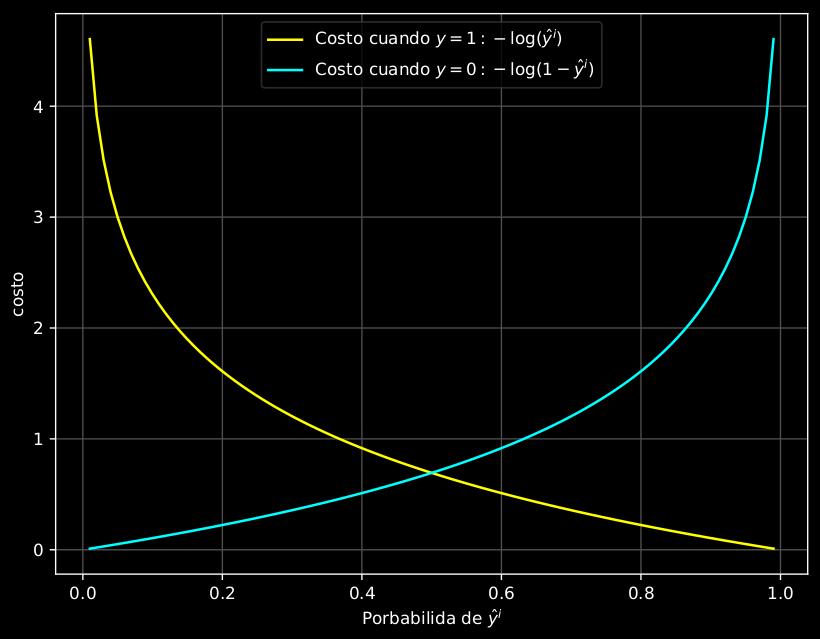 Costo cuando y = 1 : − log(ŷⁱ)
Costo cuando y = 0 : − log(1 − ŷⁱ)
costo
4
3
2
1
0
0.0 0.2 0.4 0.6 0.8 1.0
Porbabilida de ŷⁱ